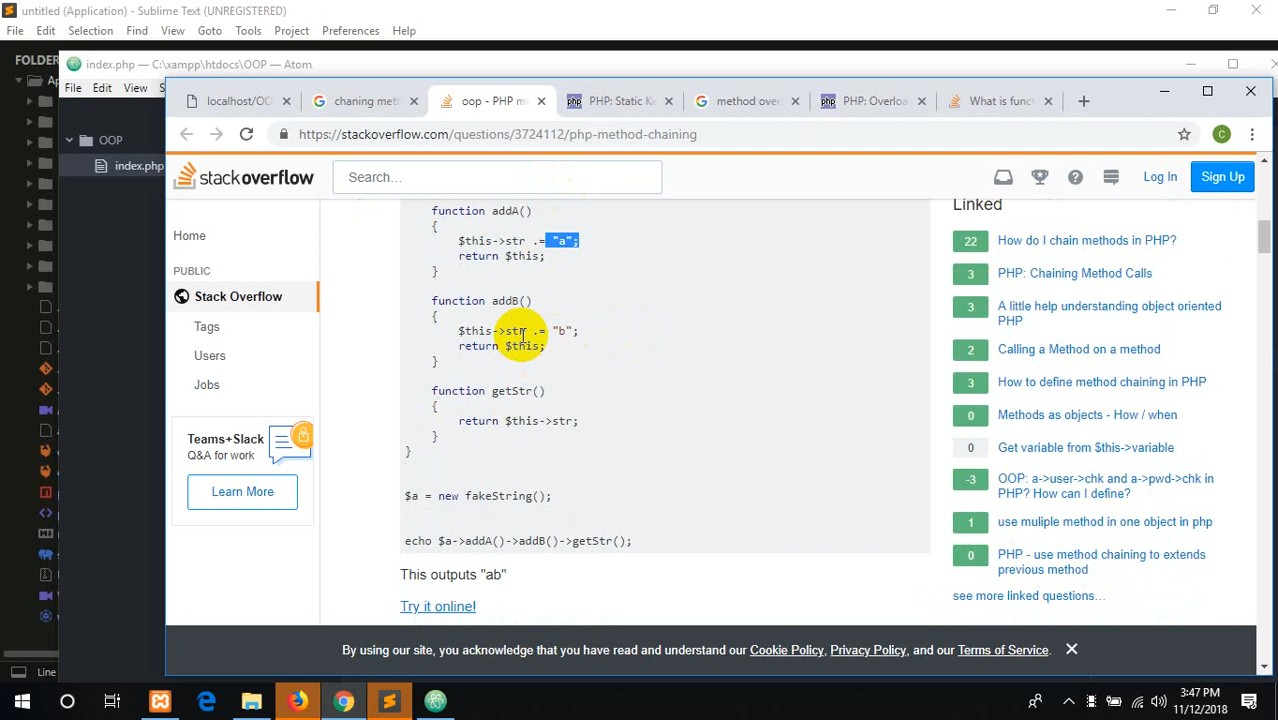 untitled (Application) - Sublime Text (UNREGISTERED)
File Edit Selection Find View Goto Tools Project Preferences Help
FOLDER
index.php — C:\xampp\htdocs\OOP — Atom
File Edit View
OOP
index.php
localhost/OO
chaning met
oop - PHP m
PHP: Static Ke
method over
PHP: Overloa
What is funct
https://stackoverflow.com/questions/3724112/php-method-chaining
C
stackoverflow
Search...
Log In
Sign Up
Home
PUBLIC
Stack Overflow
Tags
Users
Jobs
Teams+Slack
Q&A for work
Learn More
function addA()
{
$this->str .= "a";
return $this;
}
function addB()
{
$this->str .= "b";
return $this;
}
function getStr()
{
return $this->str;
}
}
$a = new fakeString();
echo $a->addA()->addB()->getStr();
This outputs "ab"
Try it online!
Linked
22 How do I chain methods in PHP?
3 PHP: Chaining Method Calls
3 A little help understanding object oriented
PHP
2 Calling a Method on a method
3 How to define method chaining in PHP
0 Methods as objects - How / when
0 Get variable from $this->variable
-3 OOP: a->user->chk and a->pwd->chk in
PHP? How can I define?
1 use muliple method in one object in php
0 PHP - use method chaining to extends
previous method
see more linked questions…
By using our site, you acknowledge that you have read and understand our Cookie Policy, Privacy Policy, and our Terms of Service.
Line
3:47 PM
11/12/2018